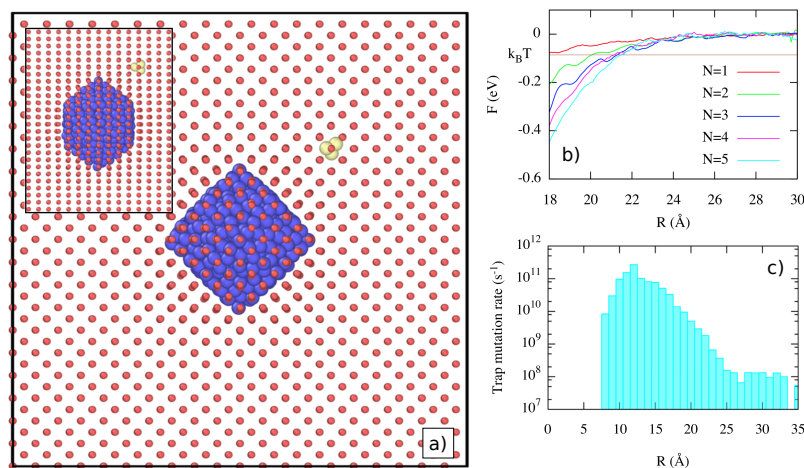 a)
b)
F (eV)
0
k_BT
-0.2
-0.4
-0.6
N=1
N=2
N=3
N=4
N=5
18 20 22 24 26 28 30
R (Å)
c)
Trap mutation rate (s⁻¹)
10¹²
10¹¹
10¹⁰
10⁹
10⁸
10⁷
0 5 10 15 20 25 30 35
R (Å)